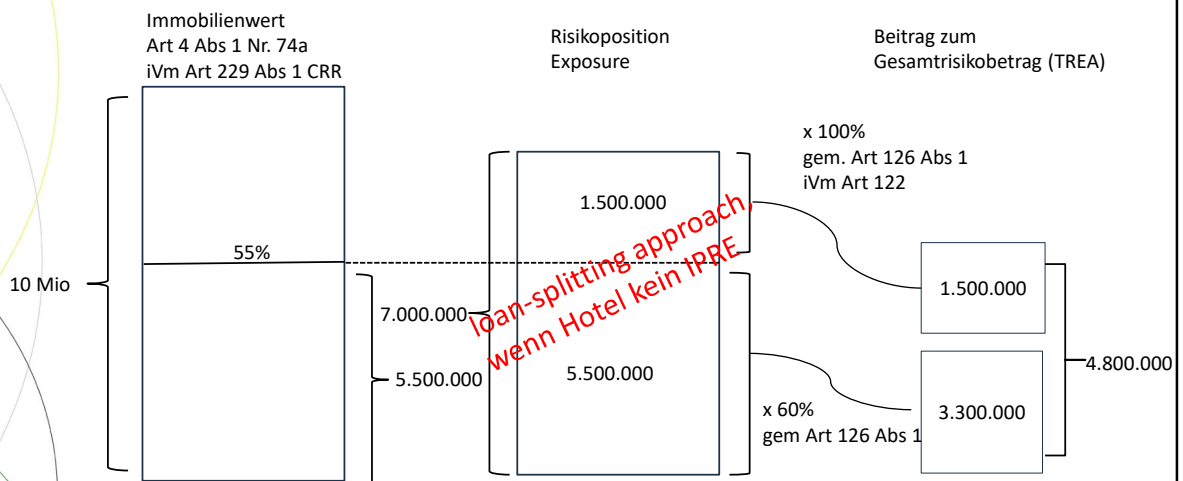 Immobilienwert
Art 4 Abs 1 Nr. 74a
iVm Art 229 Abs 1 CRR
Risikoposition
Exposure
Beitrag zum
Gesamtrisikobetrag (TREA)
x 100%
gem. Art 126 Abs 1
iVm Art 122
1.500.000
55%
10 Mio
7.000.000
loan-splitting approach,
wenn Hotel kein IPRE
1.500.000
5.500.000
5.500.000
4.800.000
x 60%
gem Art 126 Abs 1
3.300.000